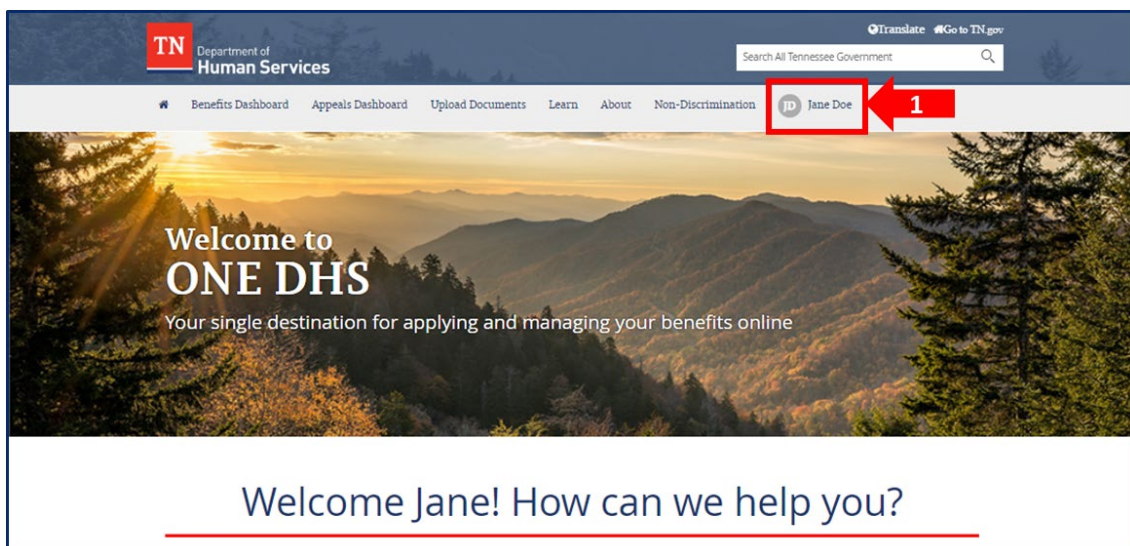 Translate Go to TN.gov
TN Department of
Human Services
Search All Tennessee Government
Benefits Dashboard Appeals Dashboard Upload Documents Learn About Non-Discrimination JD Jane Doe 1
Welcome to
ONE DHS
Your single destination for applying and managing your benefits online
Welcome Jane! How can we help you?